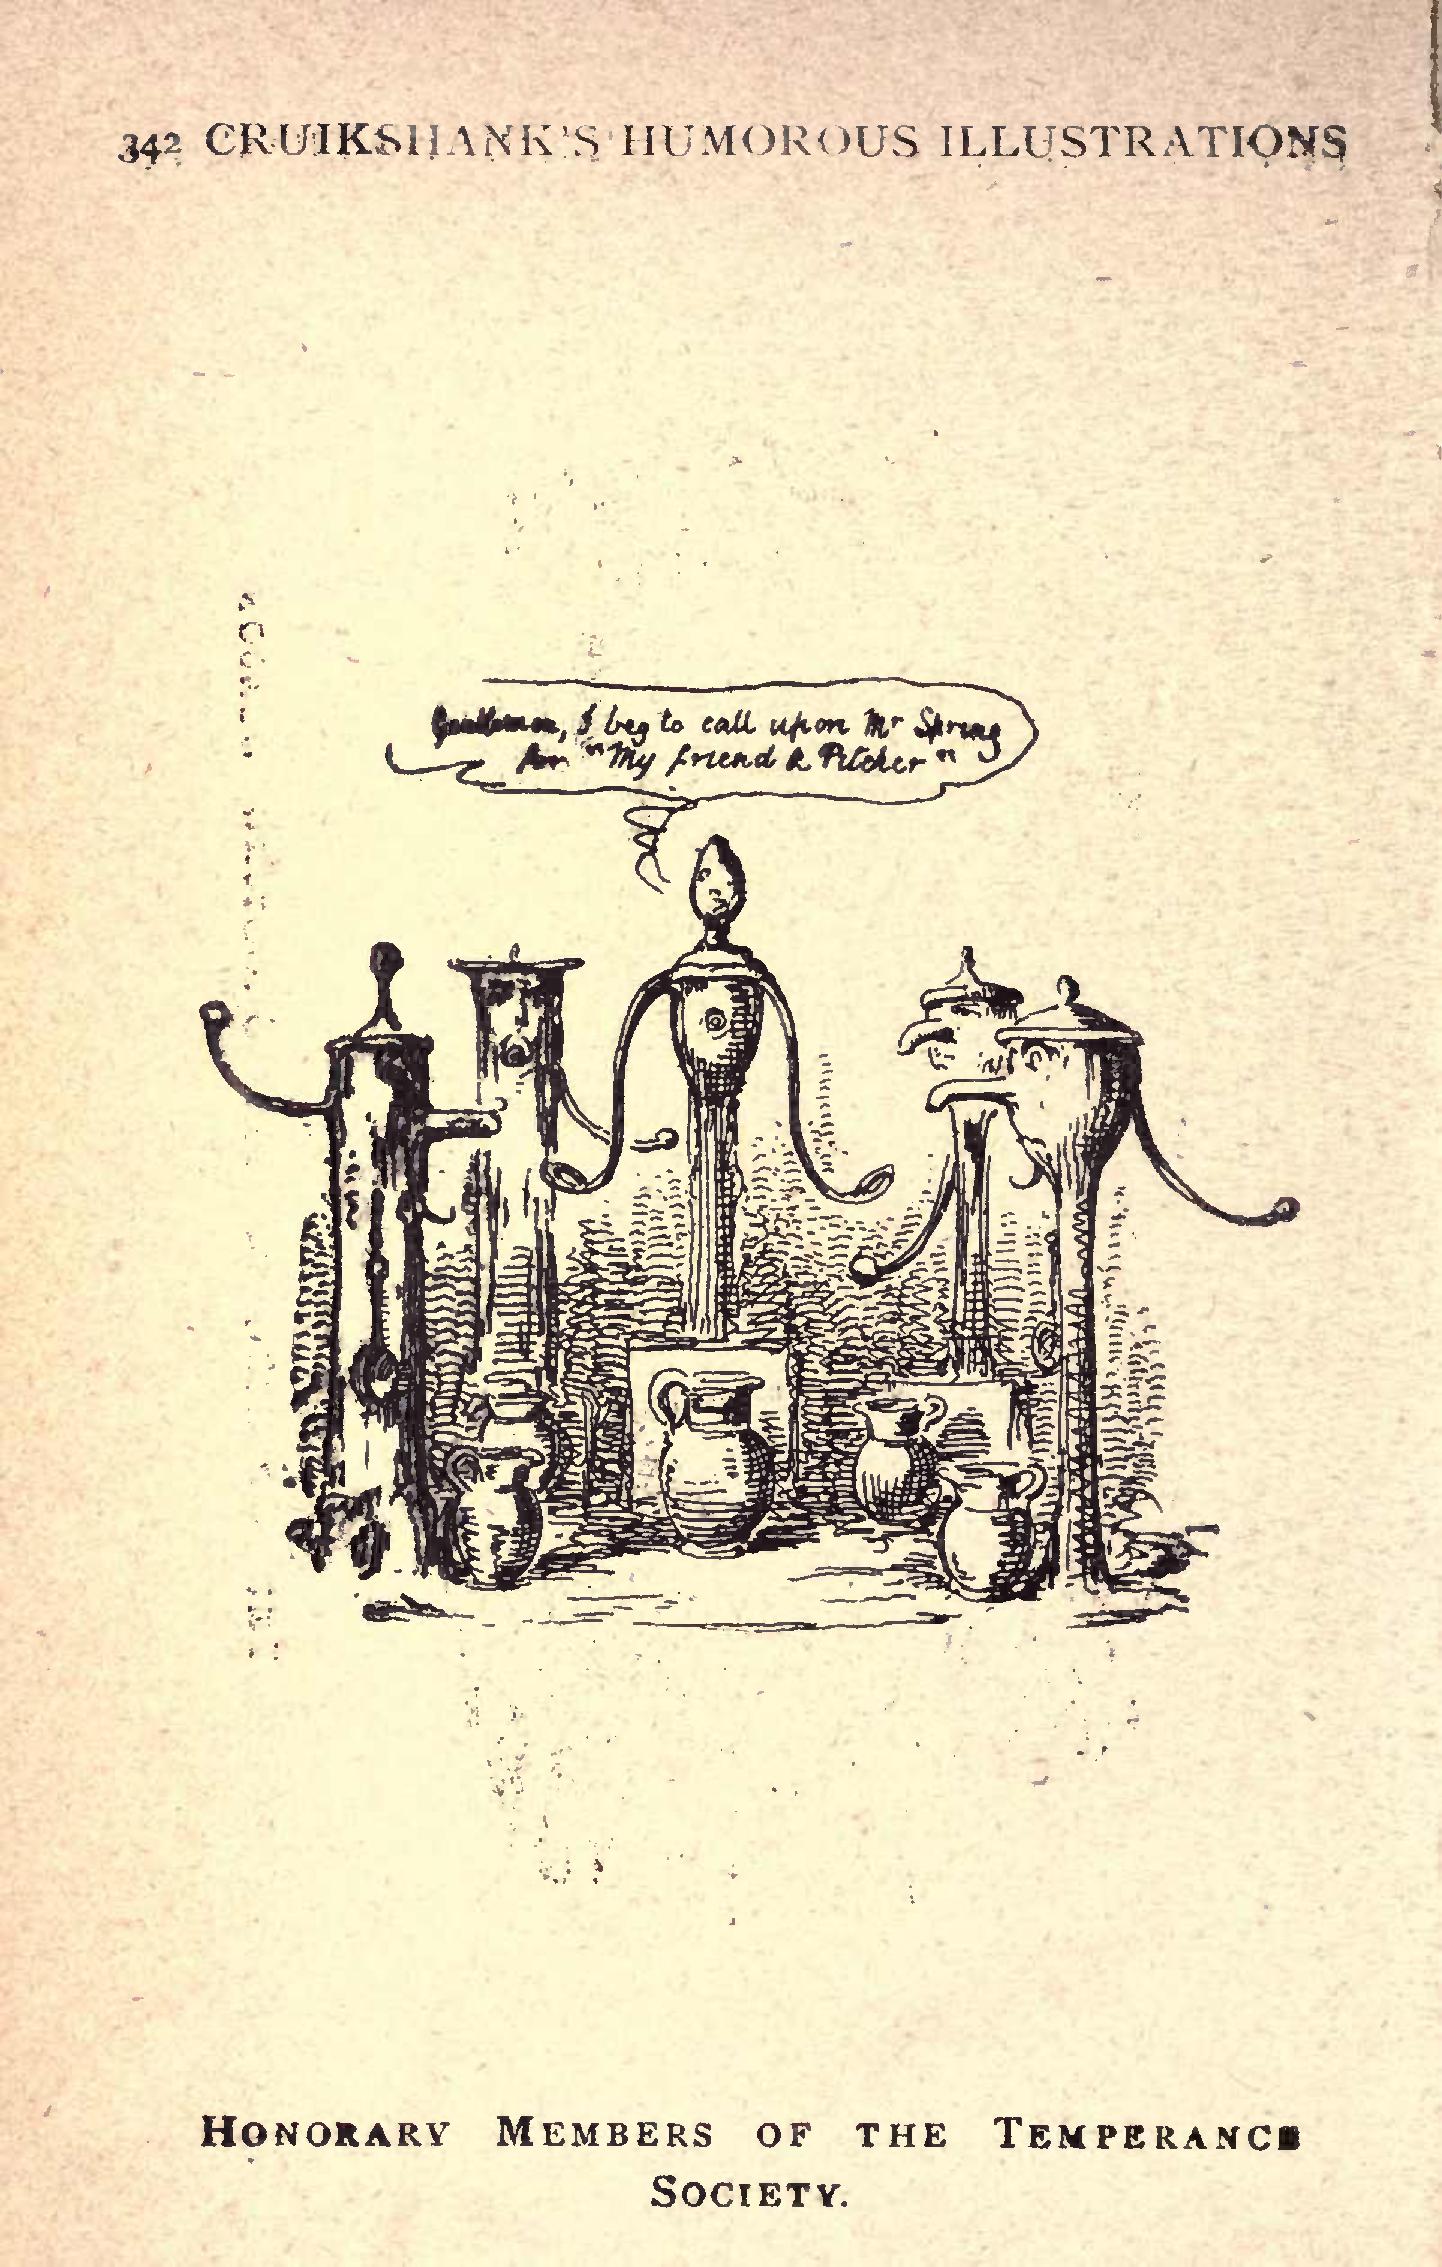 342 CRUIKSHANK'S HUMOROUS ILLUSTRATIONS
Gentlemen, I beg to call upon Mr Spring
for "My friend & Pitcher"
HONORARY MEMBERS OF THE TEMPERANCE
SOCIETY.